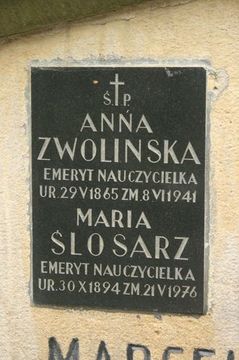 Ś.P.
ANNA
ZWOLINSKA
EMERYT NAUCZYCIELKA
UR. 29 V 1865 ZM. 8 VI 1941
MARIA
ŚLOSARZ
EMERYT NAUCZYCIELKA
UR. 30 X 1894 ZM. 21 V 1976